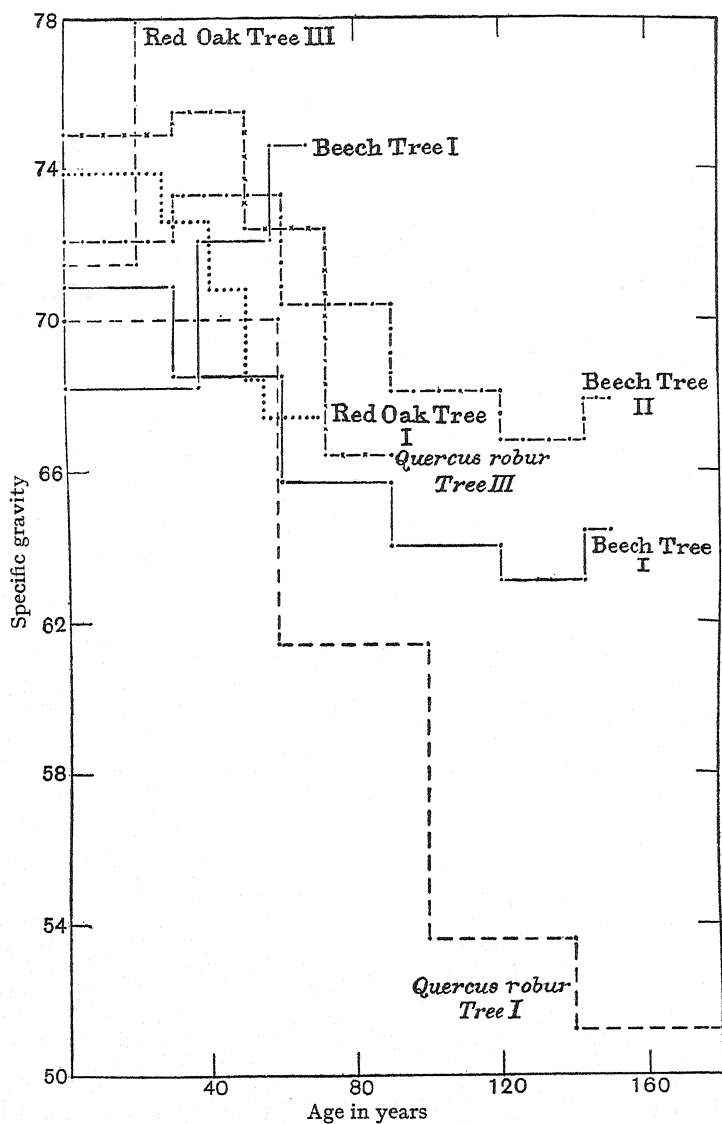 78
Red Oak Tree III
Beech Tree I
74
70
Beech Tree
II
Red Oak Tree
I
Quercus robur
Tree III
66
Beech Tree
I
Specific gravity
62
58
54
Quercus robur
Tree I
50
40
80
120
160
Age in years